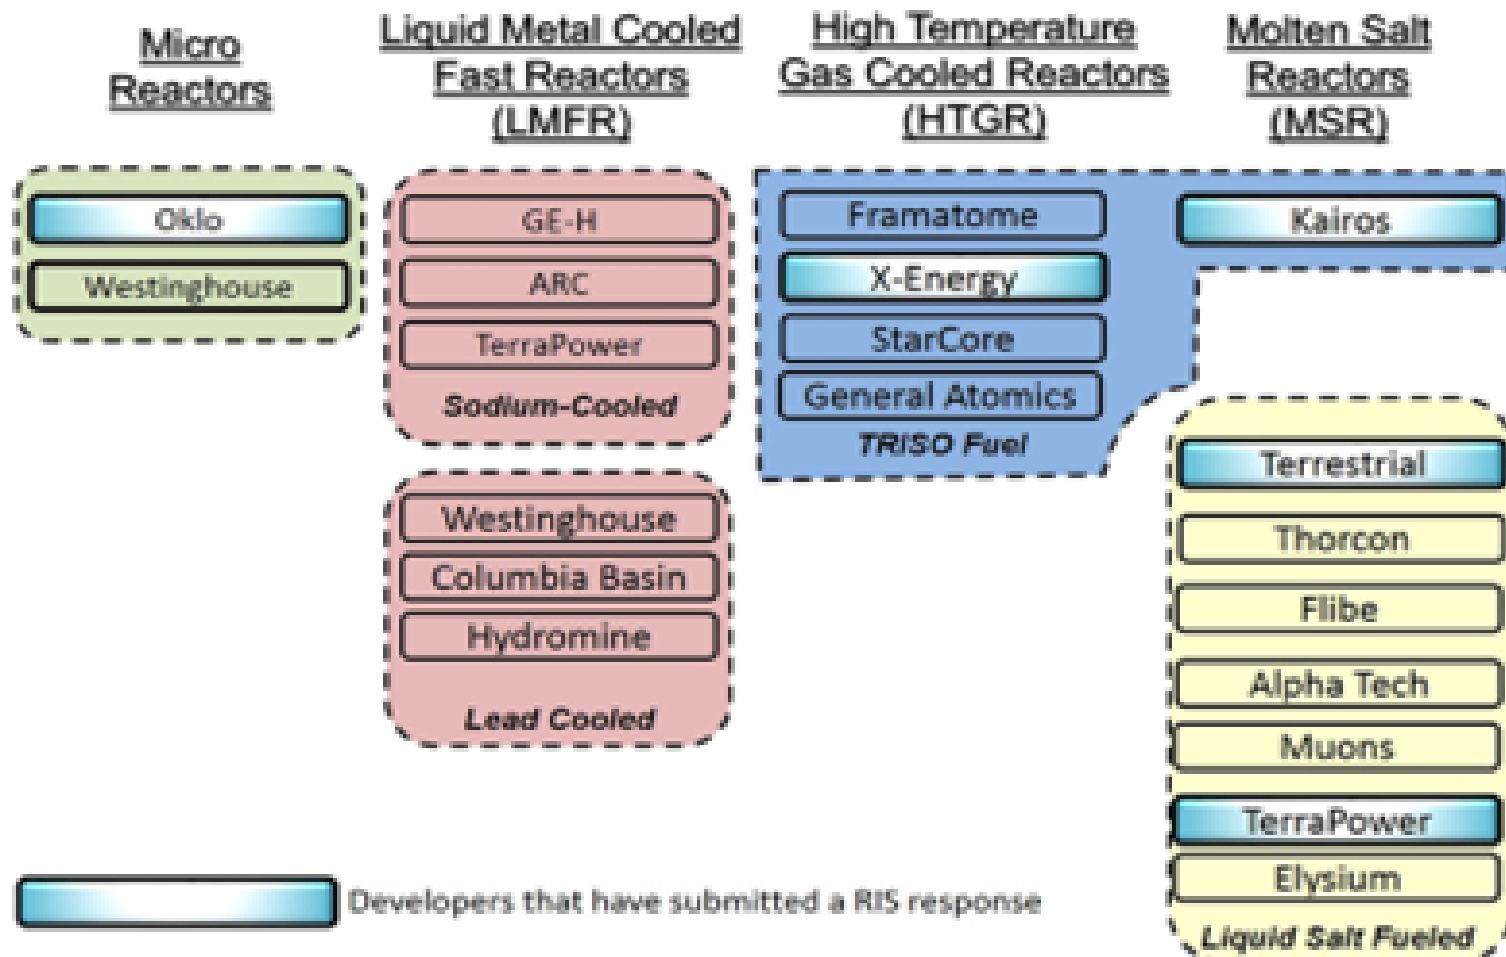 Micro
Reactors
Liquid Metal Cooled
Fast Reactors
(LMFR)
High Temperature
Gas Cooled Reactors
(HTGR)
Molten Salt
Reactors
(MSR)
Oklo
Westinghouse
GE-H
ARC
TerraPower
Sodium-Cooled
Westinghouse
Columbia Basin
Hydromine
Lead Cooled
Framatome
X-Energy
StarCore
General Atomics
TRISO Fuel
Kairos
Terrestrial
Thorcon
Flibe
Alpha Tech
Muons
TerraPower
Elysium
Liquid Salt Fueled
Developers that have submitted a RIS response